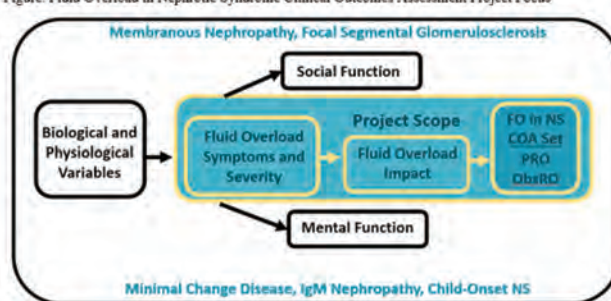 Figure: Fluid Overload in Nephrotic Syndrome Clinical Outcomes Assessment Project Focus
Membranous Nephropathy, Focal Segmental Glomerulosclerosis
Social Function
Biological and
Physiological
Variables
Project Scope
Fluid Overload
Symptoms and
Severity
Fluid Overload
Impact
FO in NS
COA Set
PRO
ObsRO
Mental Function
Minimal Change Disease, IgM Nephropathy, Child-Onset NS